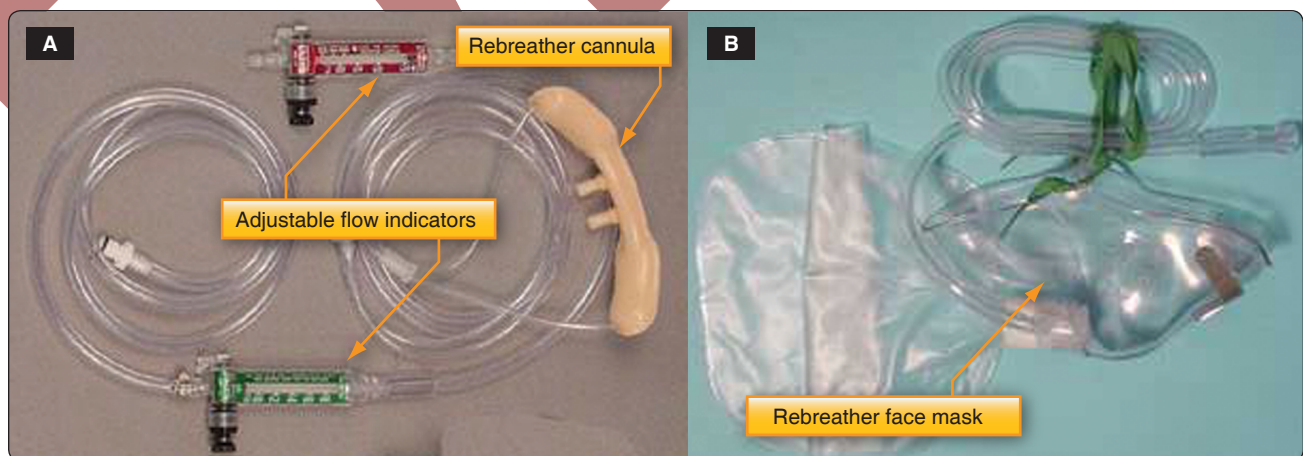 A
Rebreather cannula
Adjustable flow indicators
B
Rebreather face mask